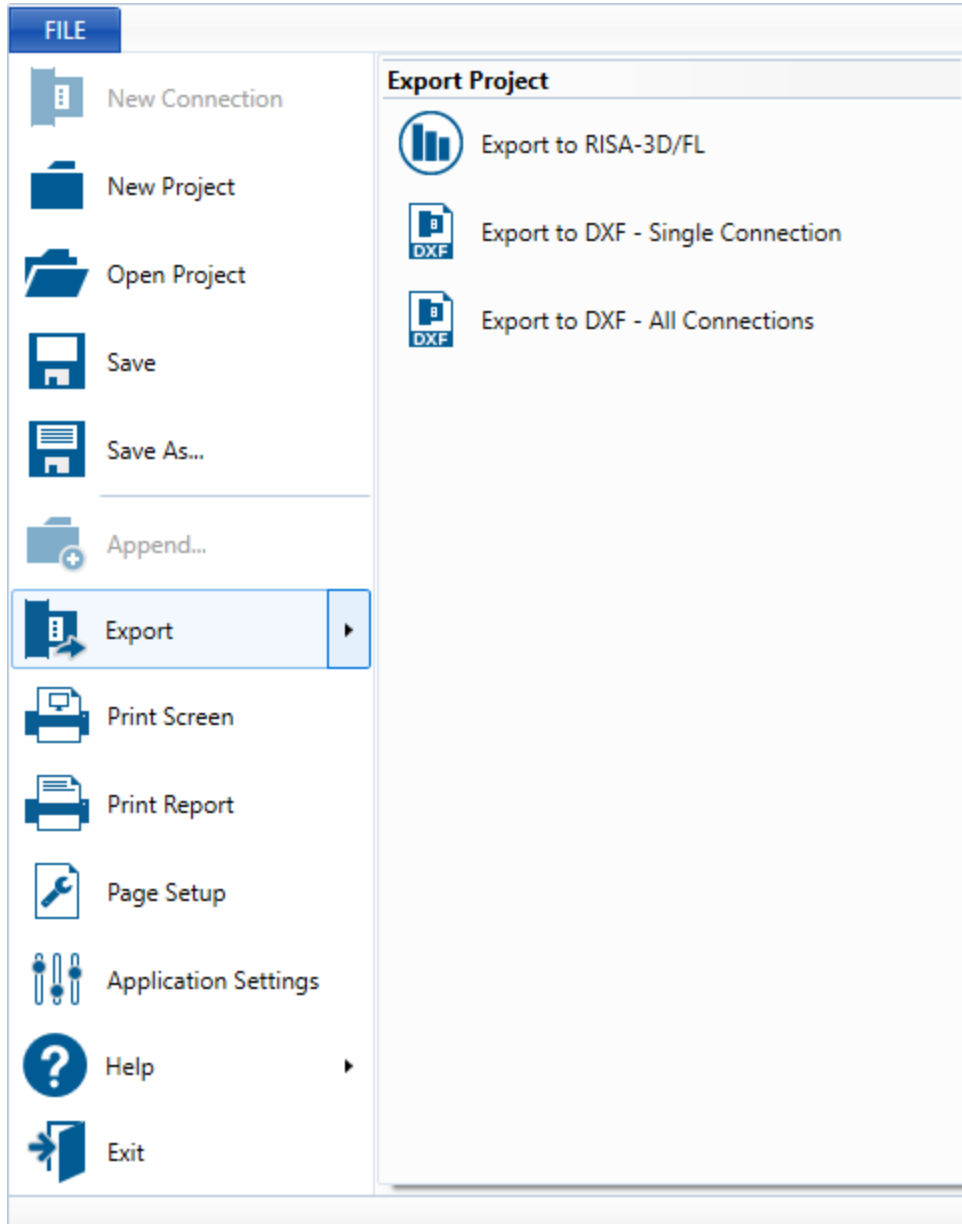 FILE
New Connection
New Project
Open Project
Save
Save As...
Append...
Export
Print Screen
Print Report
Page Setup
Application Settings
Help
Exit
Export Project
Export to RISA-3D/FL
DXF
Export to DXF - Single Connection
DXF
Export to DXF - All Connections